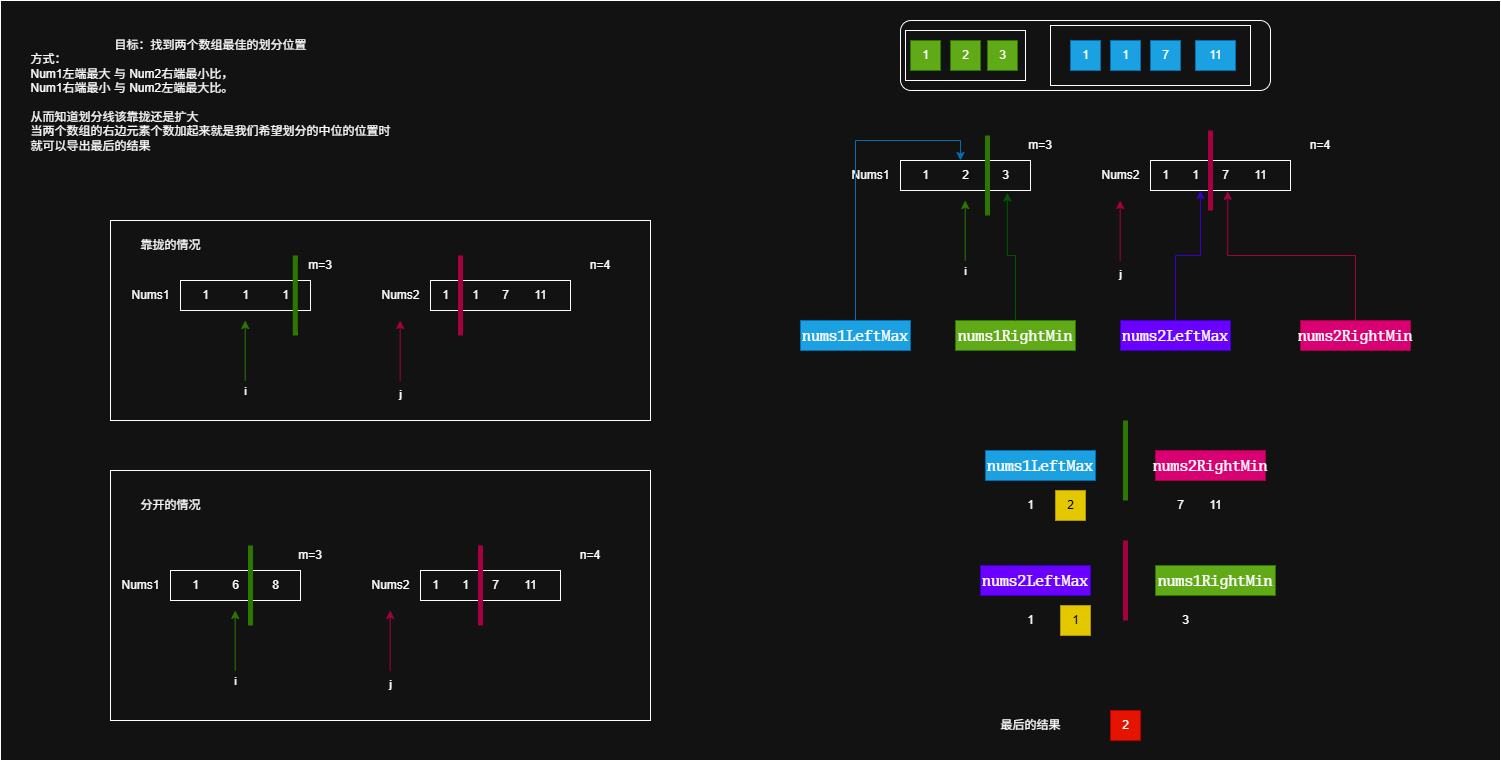 目标：找到两个数组最佳的划分位置
方式：
Num1左端最大 与 Num2右端最小比，
Num1右端最小 与 Num2左端最大比。
从而知道划分线该靠拢还是扩大
当两个数组的右边元素个数加起来就是我们希望划分的中位的位置时
就可以导出最后的结果
靠拢的情况
m=3
n=4
Nums1 1 1 1
Nums2 1 1 7 11
i
j
分开的情况
m=3
n=4
Nums1 1 6 8
Nums2 1 1 7 11
i
j
1 2 3 1 1 7 11
m=3
n=4
Nums1 1 2 3
Nums2 1 1 7 11
i
j
nums1LeftMax nums1RightMin nums2LeftMax nums2RightMin
nums1LeftMax nums2RightMin
1 2 7 11
nums2LeftMax nums1RightMin
1 1 3
最后的结果 2